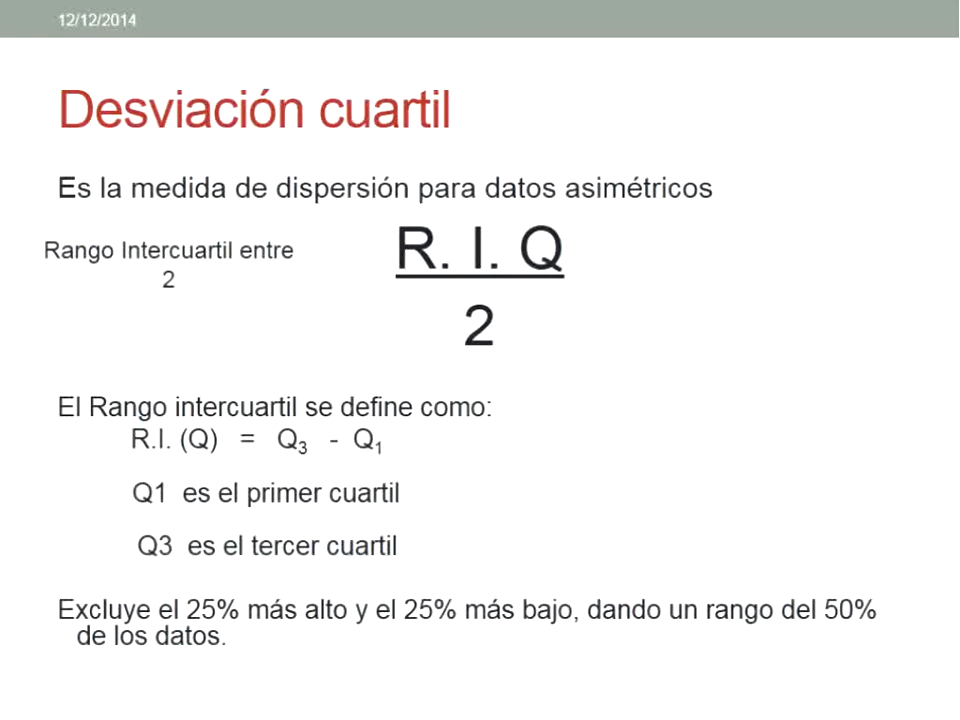 12/12/2014
Desviación cuartil
Es la medida de dispersión para datos asimétricos
Rango Intercuartil entre
2
R. I. Q
2
El Rango intercuartil se define como:
R.I. (Q) = Q3 - Q1
Q1 es el primer cuartil
Q3 es el tercer cuartil
Excluye el 25% más alto y el 25% más bajo, dando un rango del 50%
de los datos.